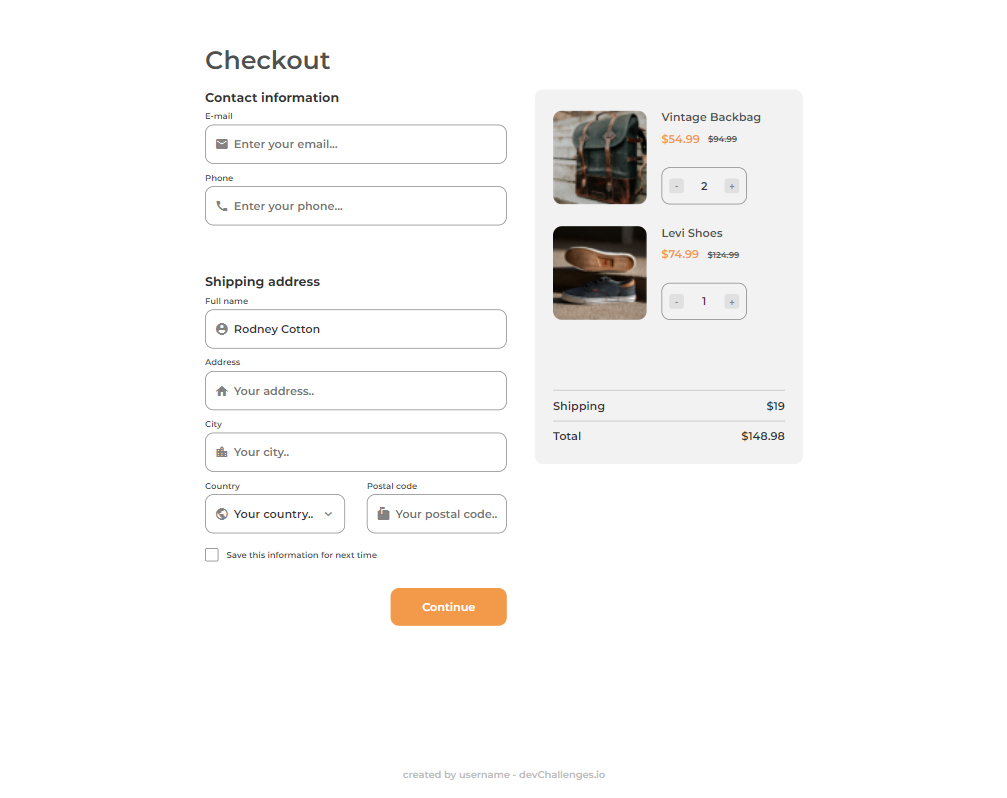 Checkout
Contact information
E-mail
Enter your email...
Phone
Enter your phone...
Shipping address
Full name
Rodney Cotton
Address
Your address..
City
Your city..
Country
Your country..
Postal code
Your postal code..
Save this information for next time
Continue
Vintage Backbag
$54.99 $94.99
- 2 +
Levi Shoes
$74.99 $124.99
- 1 +
Shipping $19
Total $148.98
created by username - devChallenges.io